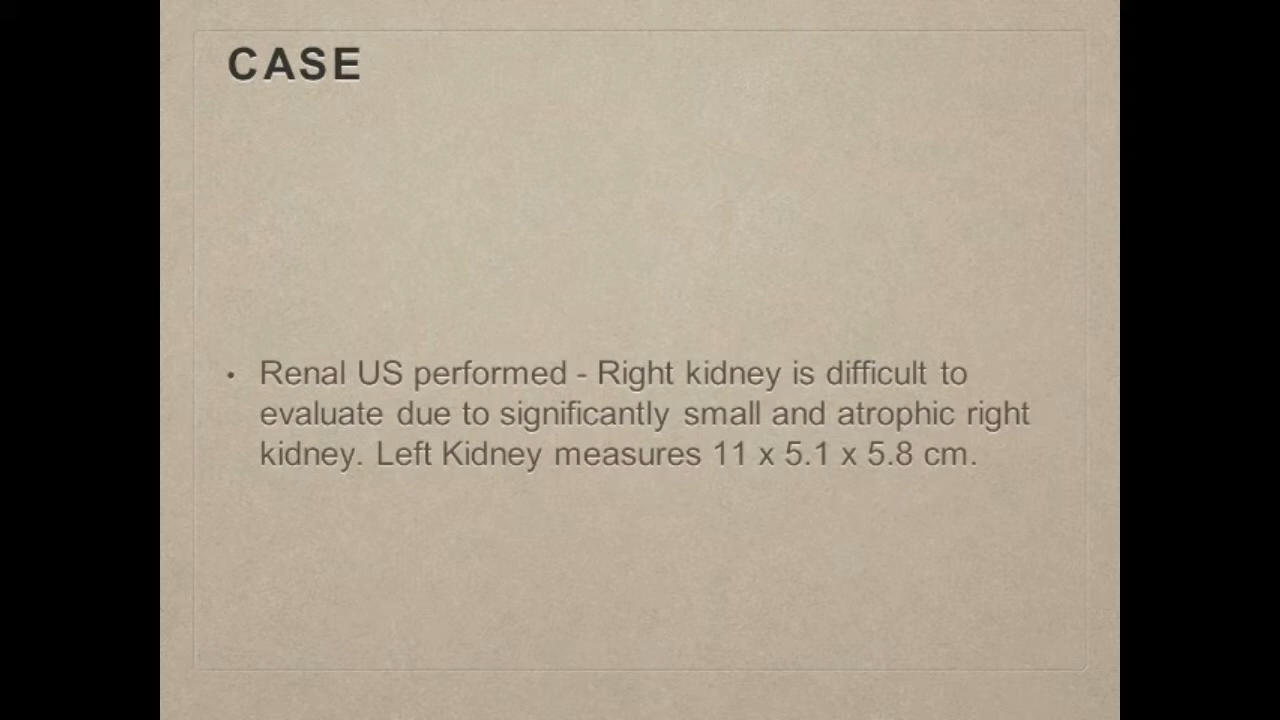 CASE
• Renal US performed - Right kidney is difficult to
evaluate due to significantly small and atrophic right
kidney. Left Kidney measures 11 x 5.1 x 5.8 cm.